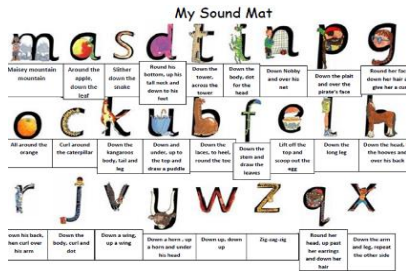 My Sound Mat
m a s d t i n p g
Maisey mountain
mountain
Around the
apple,
down the
leaf
Slither
down the
snake
Round his
bottom, up his
tall neck and
down to his
feet
Down the
tower,
across the
tower
Down the
body, dot
for the
head
Down Nobby
and over his
net
Down the plait
and over the
pirate's face
Round her face
down her hair
give her a
o c k u b f e l h
All around the
orange
Curl around
the caterpillar
Down the
kangaroos
body, tail and
leg
Down and
under, up to
the top and
draw a puddle
Down the
laces, to heel,
round the toe
Down the
stem and
draw the
leaves
Lift off the
top and
scoop out the
egg
Down the
long leg
Down the head,
the hooves and
over his back
r j v y w z q x
his back,
then curl over
his arm
Down the
body, curl
and dot
Down a wing,
up a wing
Down a horn, up
a horn and under
his head
Down up, down
up
Zig-zag-zig
Round her
head, up past
her earrings
and down her
hair
Down the arm
and leg, repeat
the other side